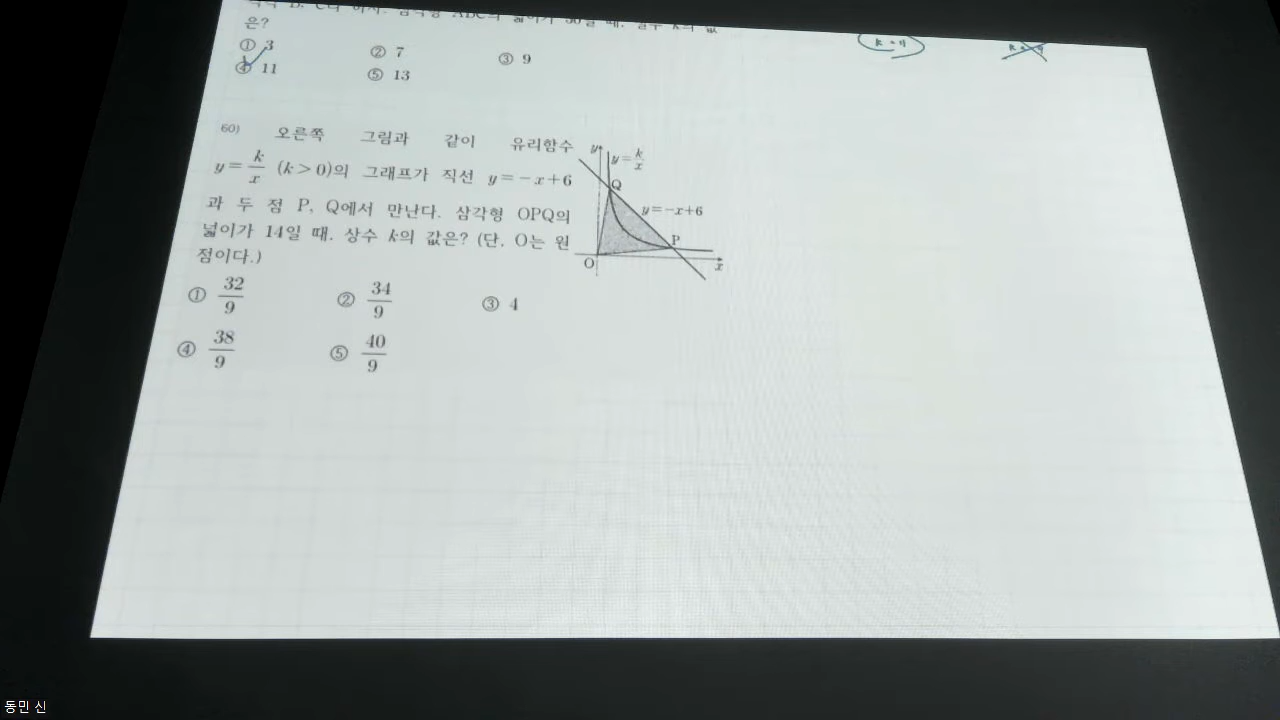 은?
① 3 ② 7 ③ 9
④ 11 ⑤ 13
60) 오른쪽 그림과 같이 유리함수
y=k/x (k>0)의 그래프가 직선 y=-x+6
과 두 점 P, Q에서 만난다. 삼각형 OPQ의
넓이가 14일 때, 상수 k의 값은? (단, O는 원
점이다.)
y
y=k/x
Q
y=-x+6
P
O
x
① 32/9 ② 34/9 ③ 4
④ 38/9 ⑤ 40/9
동민 신